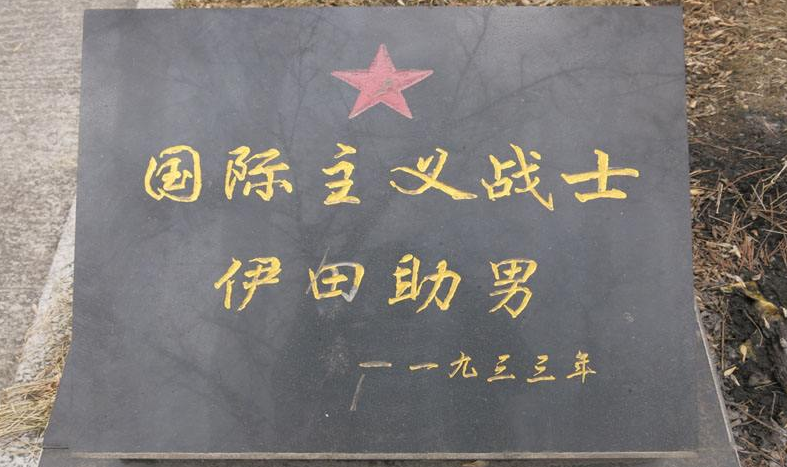 国际主义战士
伊田助男
—一九三三年